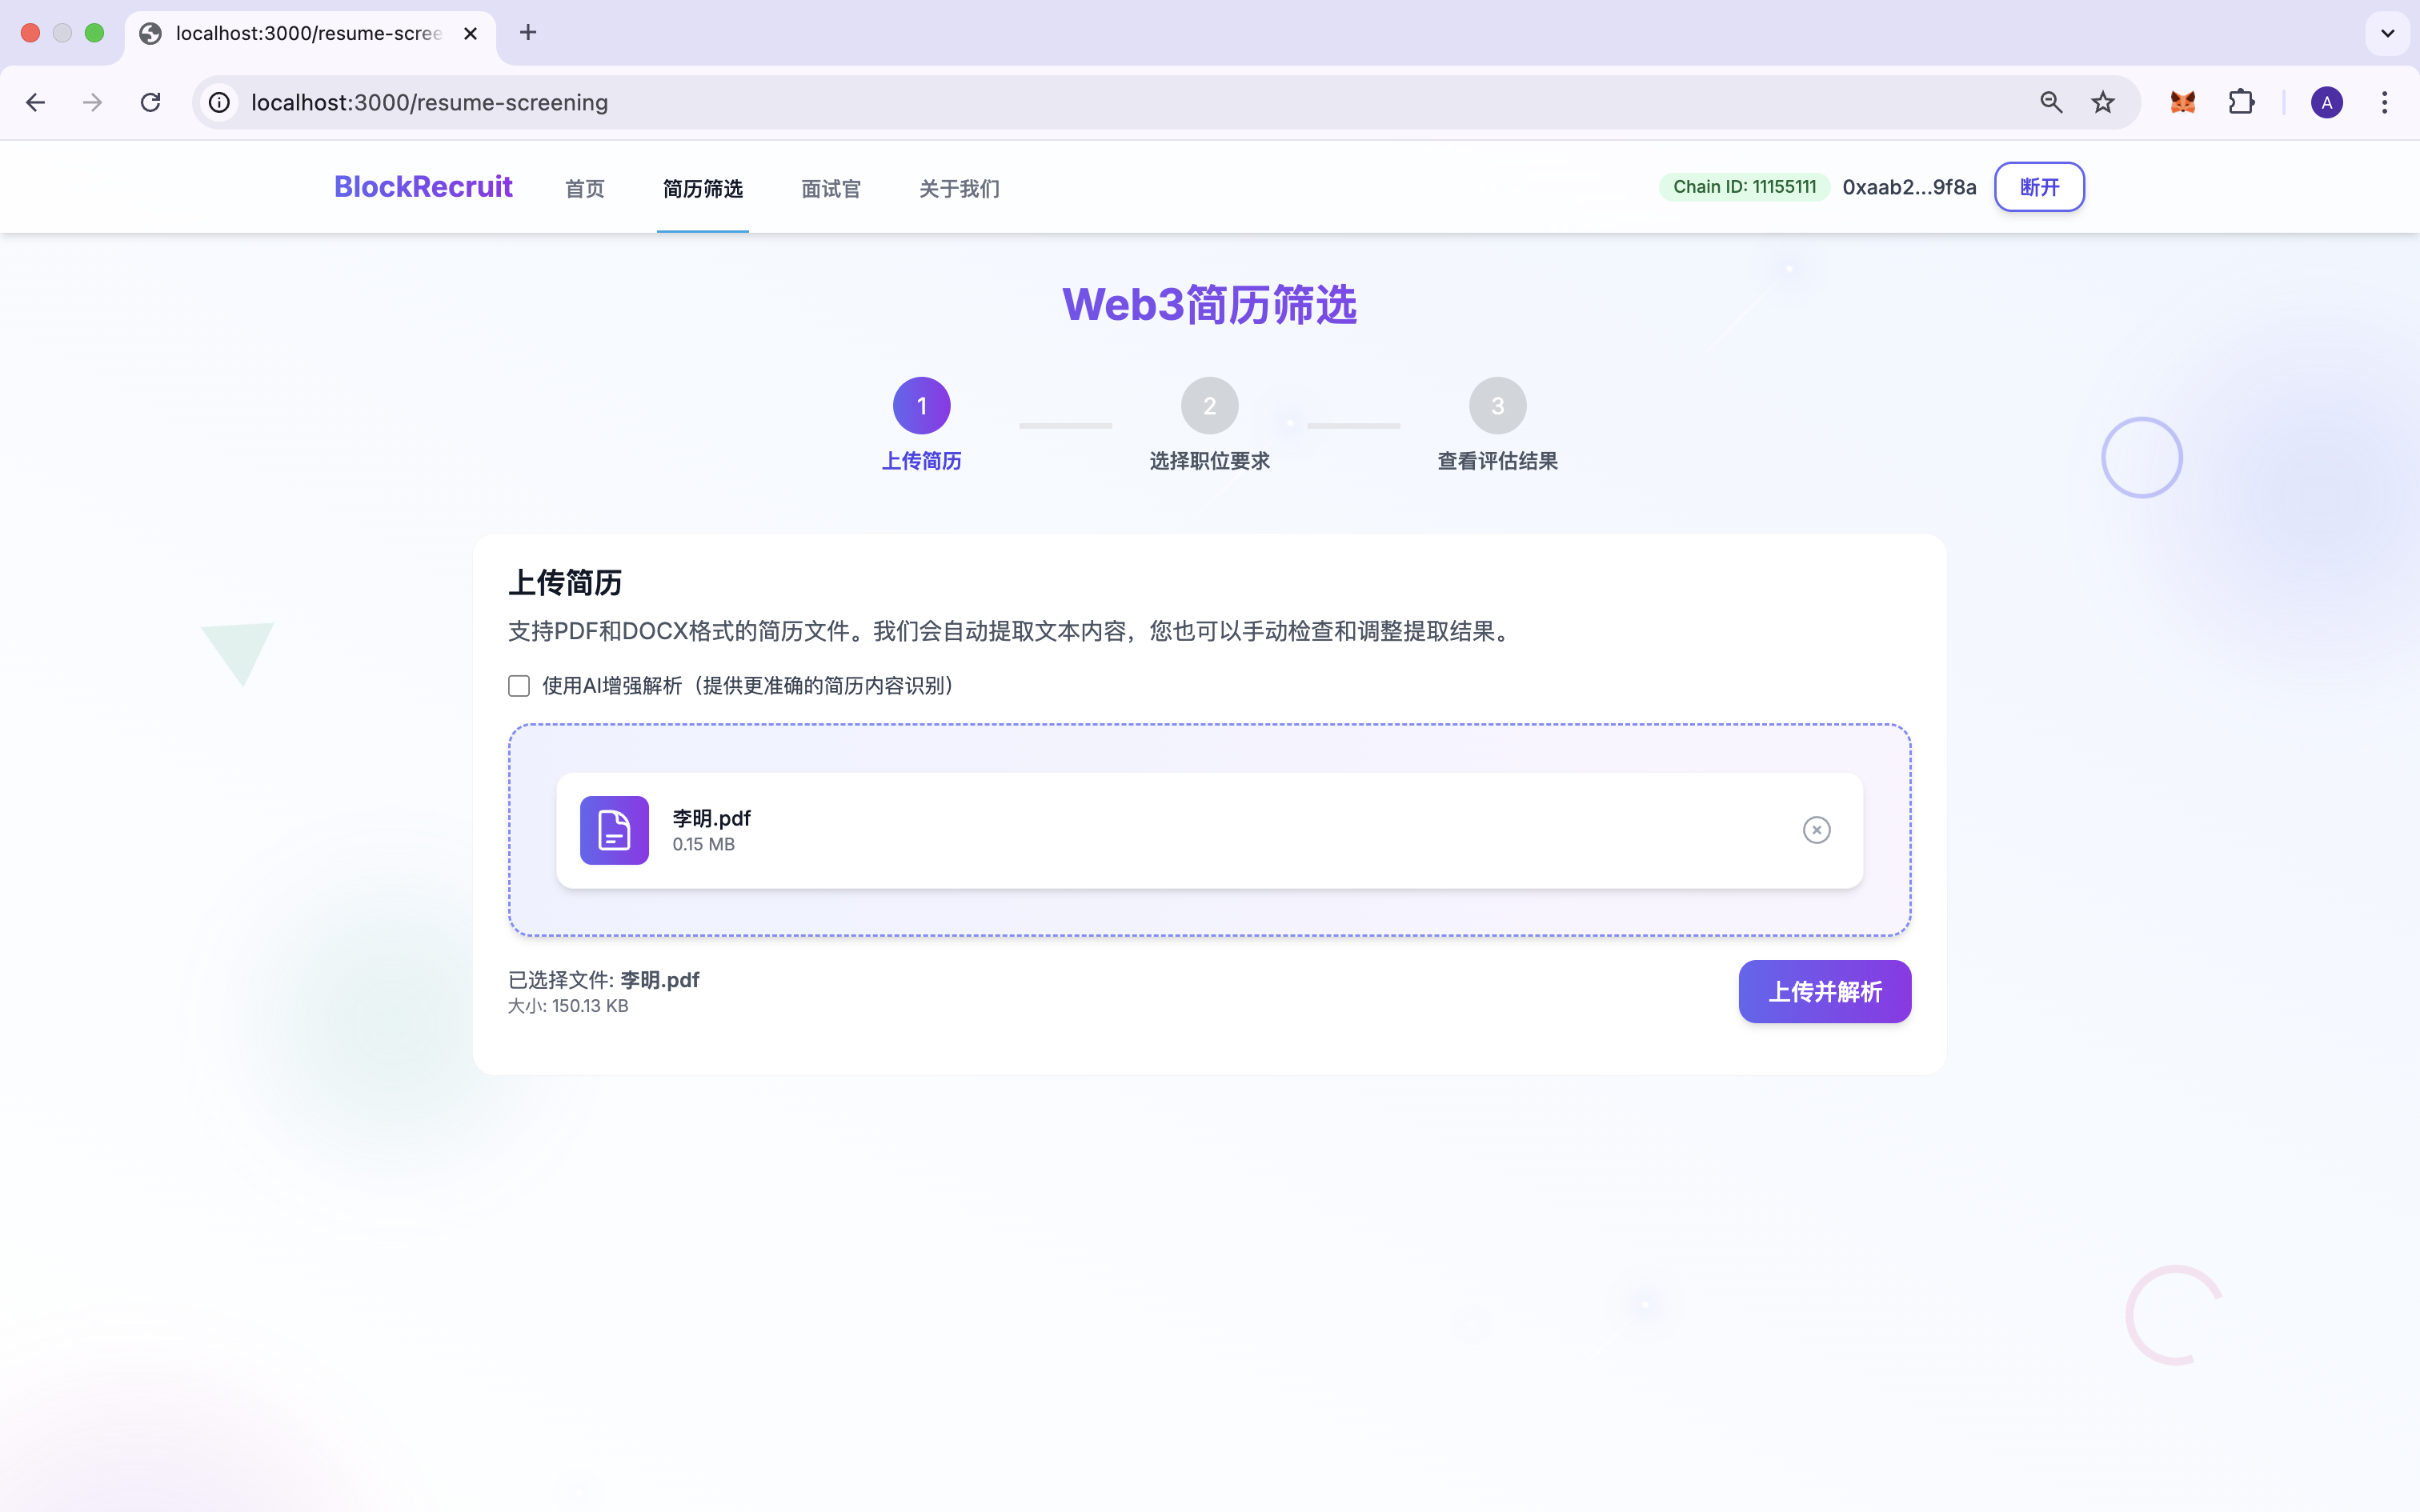 localhost:3000/resume-scree
localhost:3000/resume-screening
A
BlockRecruit
首页
简历筛选
面试官
关于我们
Chain ID: 11155111
0xaab2...9f8a
断开
Web3简历筛选
1
2
3
上传简历
选择职位要求
查看评估结果
上传简历
支持PDF和DOCX格式的简历文件。我们会自动提取文本内容，您也可以手动检查和调整提取结果。
使用AI增强解析（提供更准确的简历内容识别）
李明.pdf
0.15 MB
已选择文件: 李明.pdf
大小: 150.13 KB
上传并解析